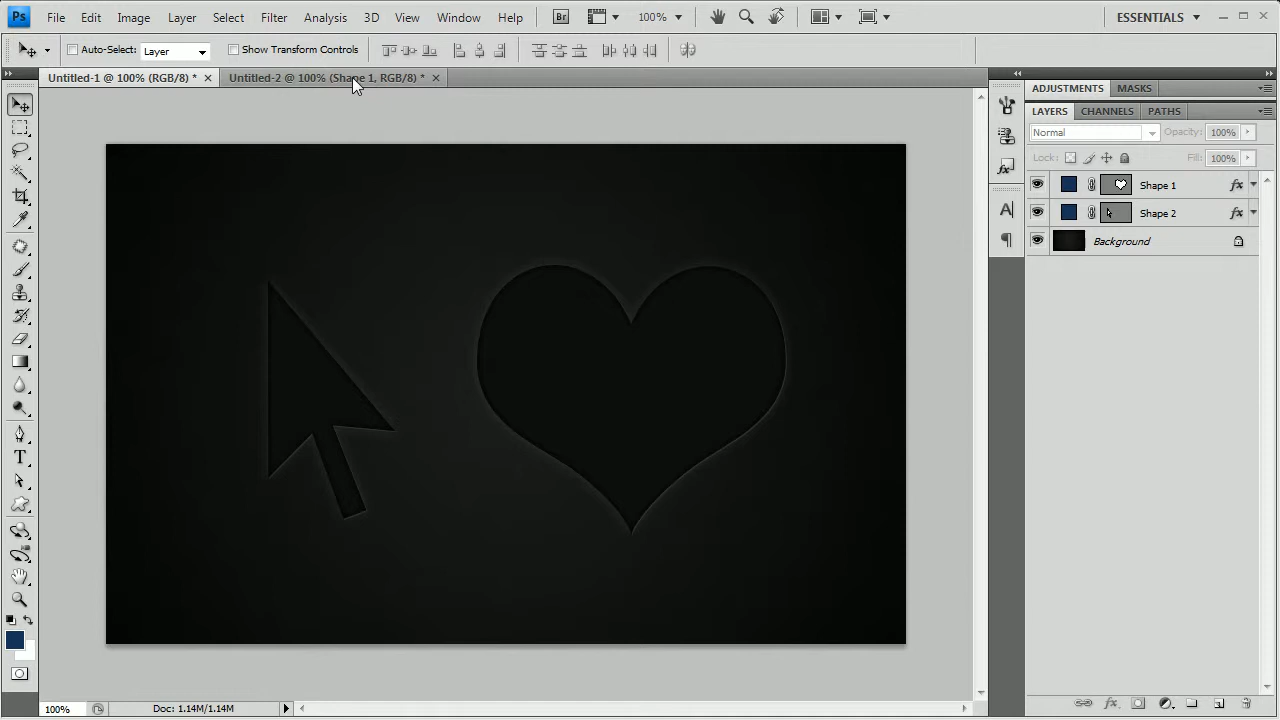 Ps File Edit Image Layer Select Filter Analysis 3D View Window Help Br 100% ESSENTIALS
Auto-Select: Layer Show Transform Controls
Untitled-1 @ 100% (RGB/8) * Untitled-2 @ 100% (Shape 1, RGB/8) *
ADJUSTMENTS MASKS
LAYERS CHANNELS PATHS
Normal Opacity: 100%
Lock: Fill: 100%
Shape 1 fx
Shape 2 fx
Background
100% Doc: 1.14M/1.14M